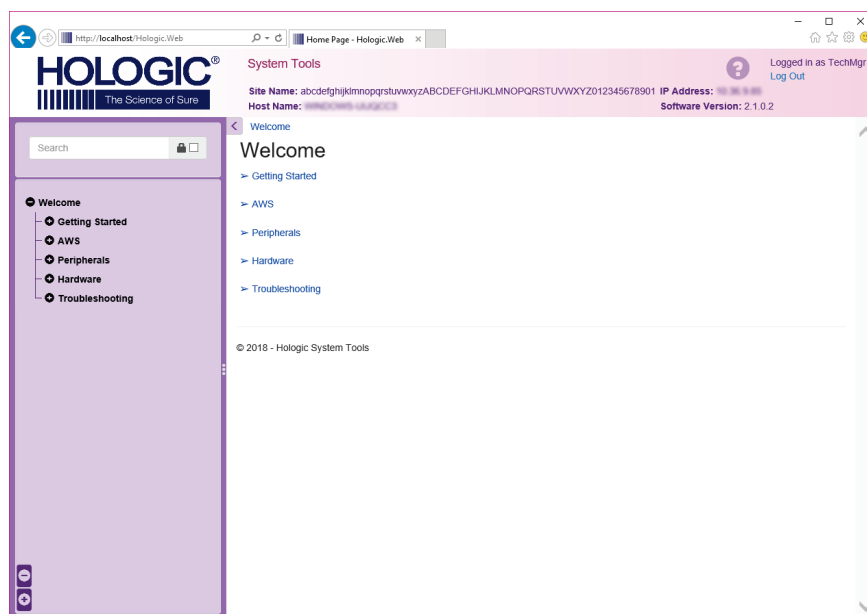 http://localhost/Hologic.Web
Home Page - Hologic.Web
HOLOGIC®
The Science of Sure
System Tools
Logged in as TechMgr
Log Out
Site Name: abcdefghijklmnopqrstuvwxyzABCDEFGHIJKLMNOPQRSTUVWXYZ012345678901 IP Address:
Host Name: Software Version: 2.1.0.2
Search
Welcome
Getting Started
AWS
Peripherals
Hardware
Troubleshooting
Welcome
Welcome
➢ Getting Started
➢ AWS
➢ Peripherals
➢ Hardware
➢ Troubleshooting
© 2018 - Hologic System Tools